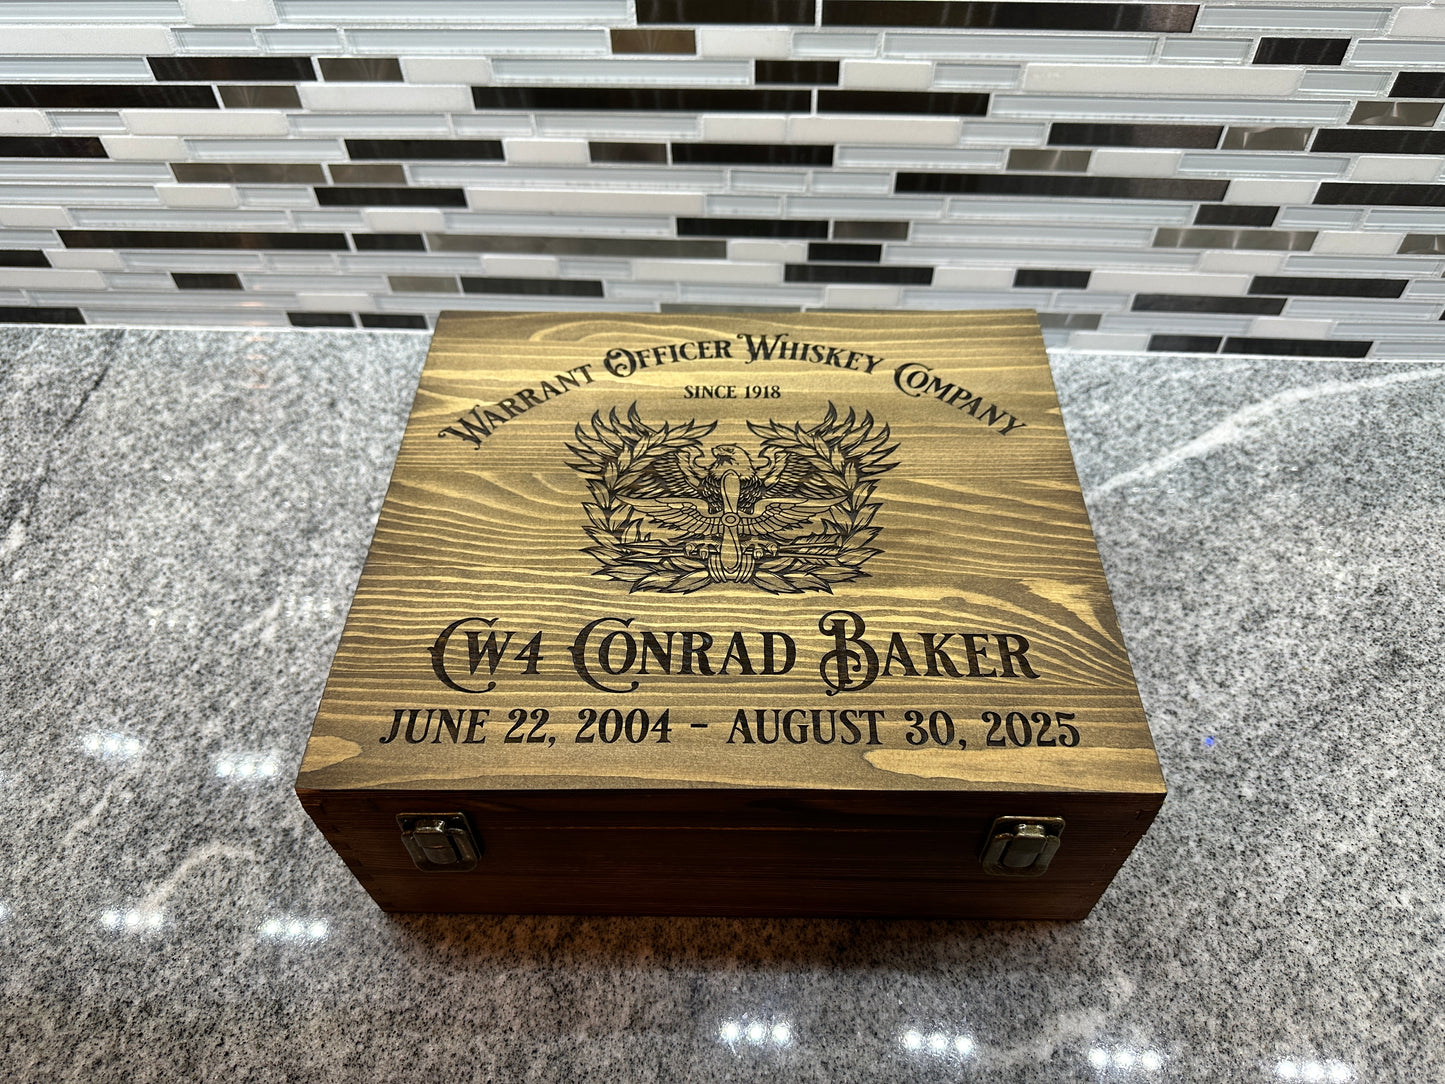 Warrant Officer Whiskey Company
SINCE 1918
CW4 Conrad Baker
JUNE 22, 2004 - AUGUST 30, 2025